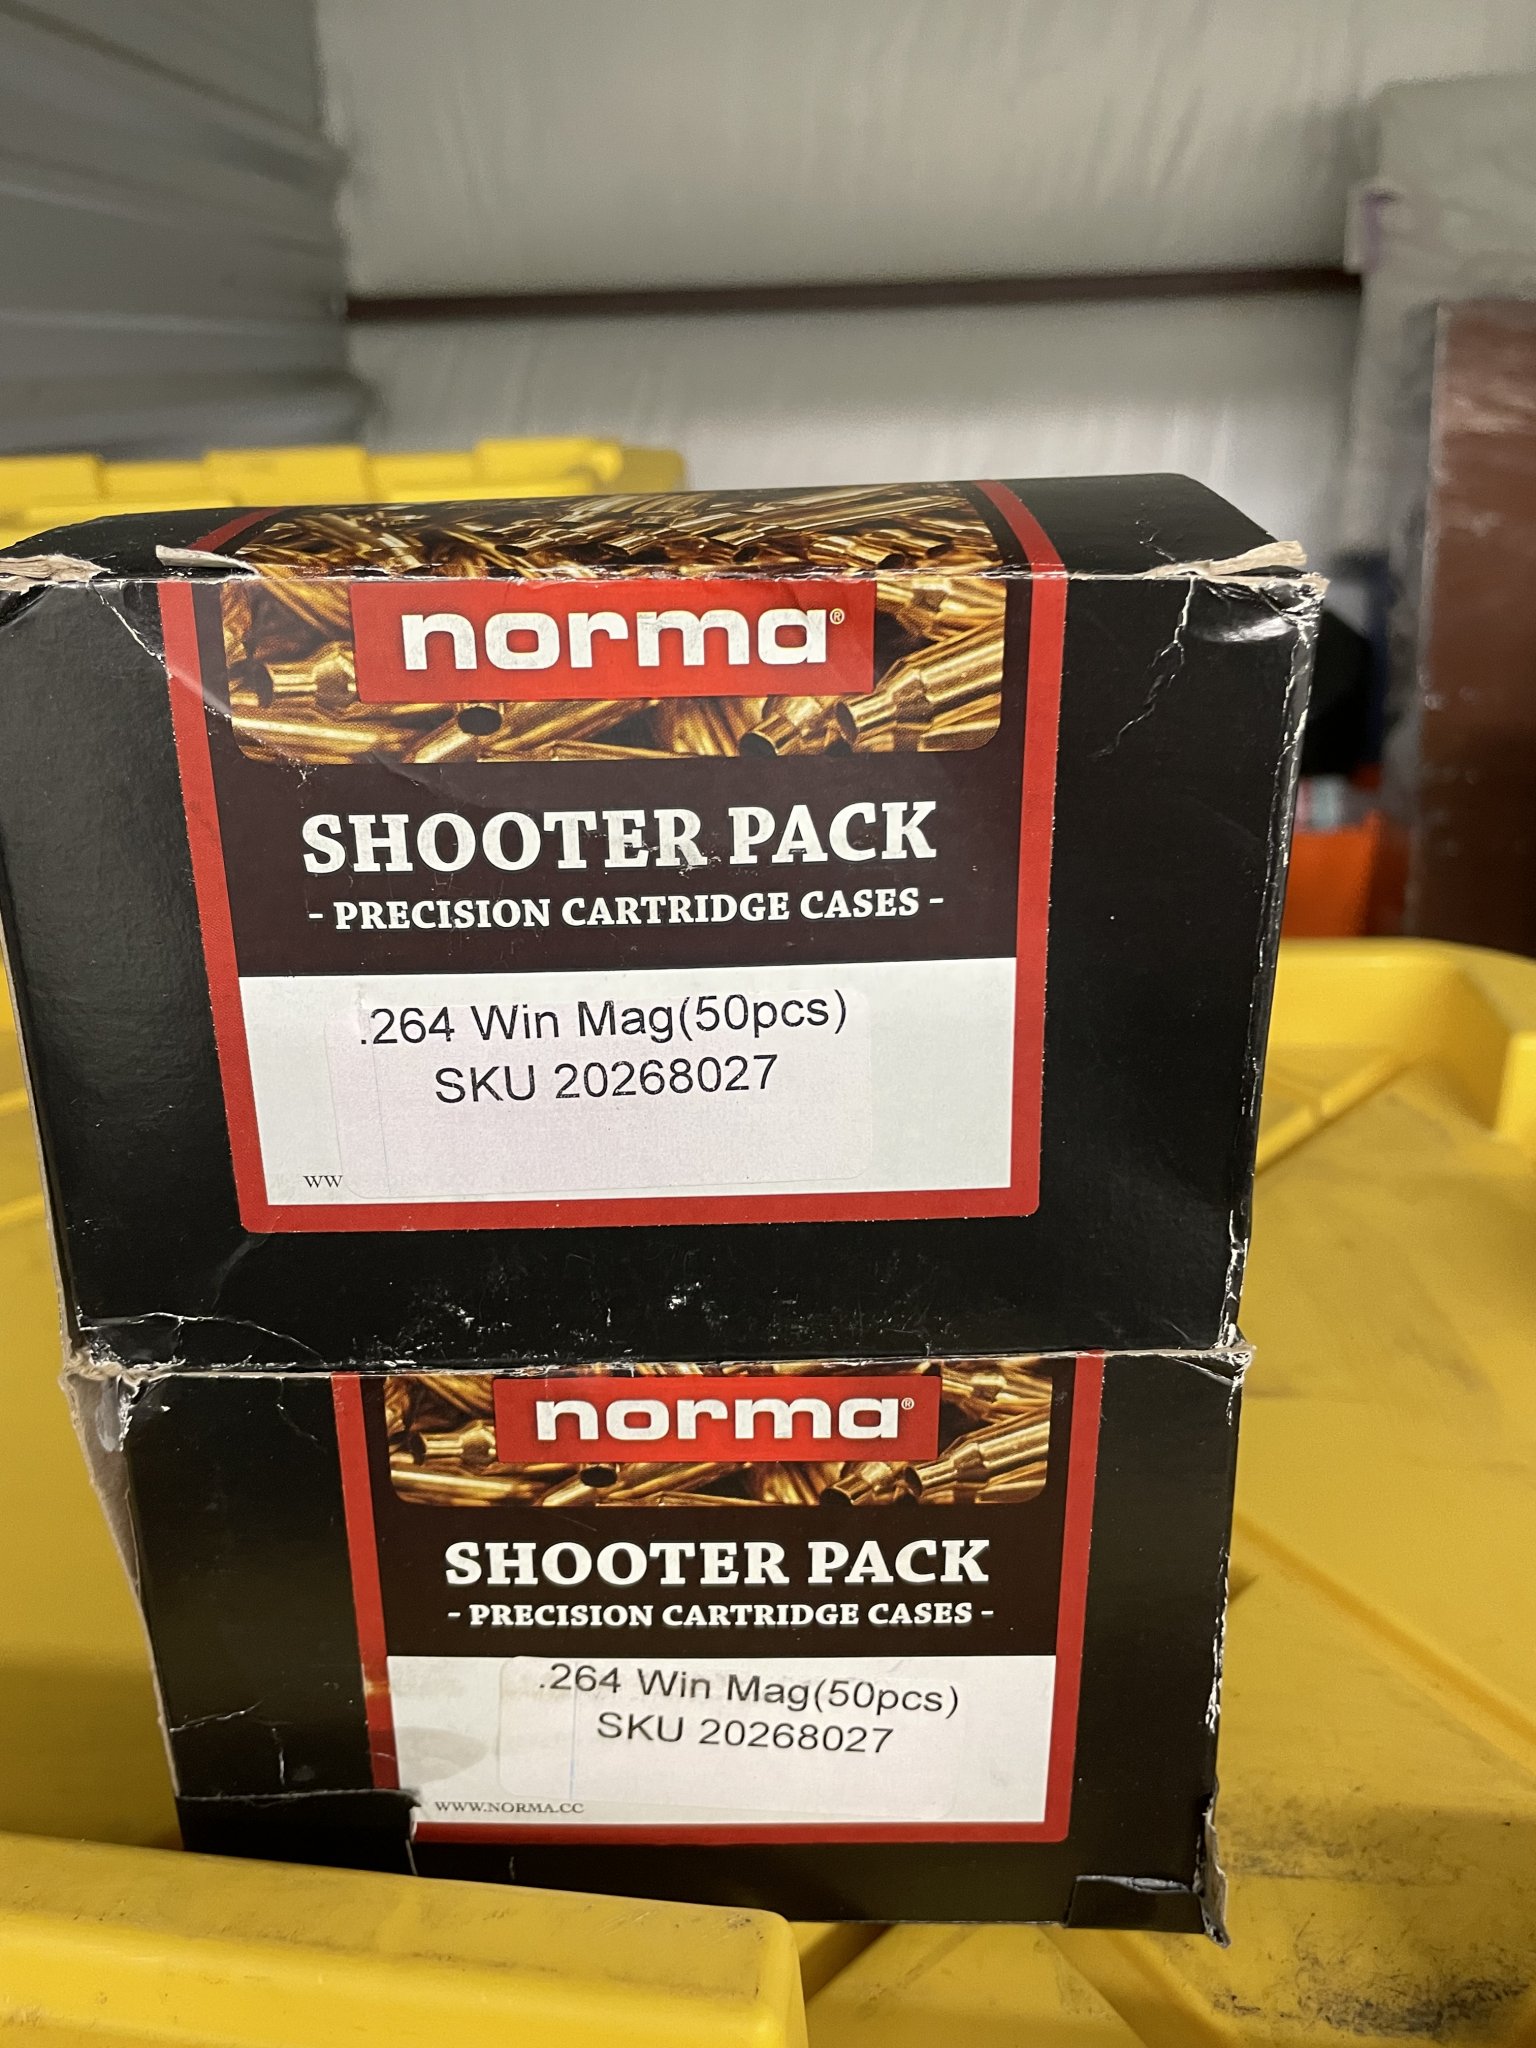 norma®
SHOOTER PACK
- PRECISION CARTRIDGE CASES -
.264 Win Mag(50pcs)
SKU 20268027
WW
norma®
SHOOTER PACK
- PRECISION CARTRIDGE CASES -
.264 Win Mag(50pcs)
SKU 20268027
WWW.NORMA.CC